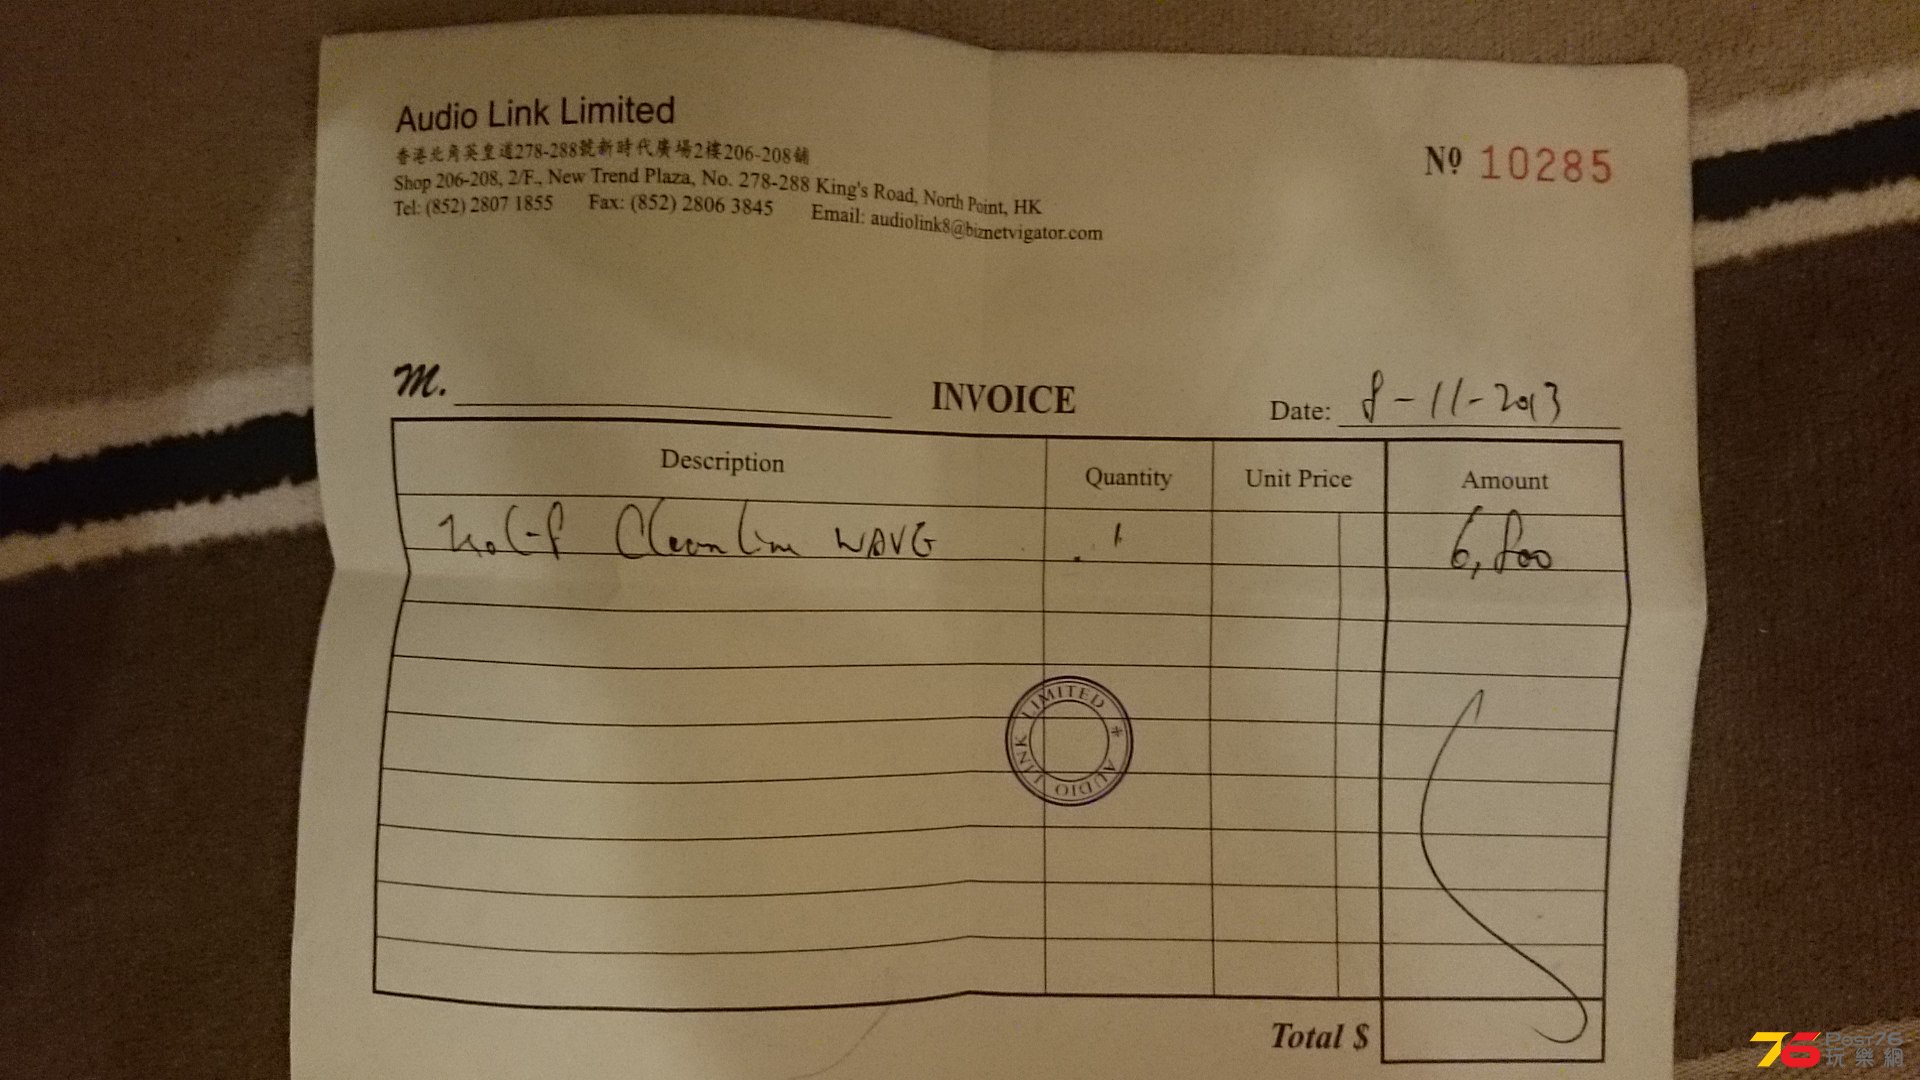 Audio Link Limited
香港北角英皇道278-288號新時代廣場2樓206-208舖
Shop 206-208, 2/F., New Trend Plaza, No. 278-288 King's Road, North Point, HK
Tel: (852) 2807 1855 Fax: (852) 2806 3845 Email: audiolink8@biznetvigator.com
Nº 10285
M.
INVOICE
Date: 8-11-2013
Description Quantity Unit Price Amount
Clean Line WAVE 1 6,800
AUDIO LINK LIMITED *
Total $
76 Post76
玩樂網